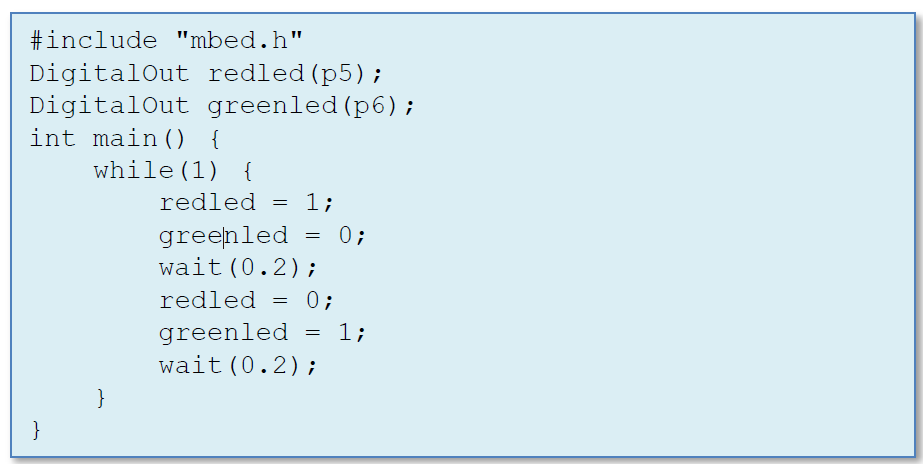 #include "mbed.h"
DigitalOut redled(p5);
DigitalOut greenled(p6);
int main() {
    while(1) {
        redled = 1;
        greenled = 0;
        wait(0.2);
        redled = 0;
        greenled = 1;
        wait(0.2);
    }
}